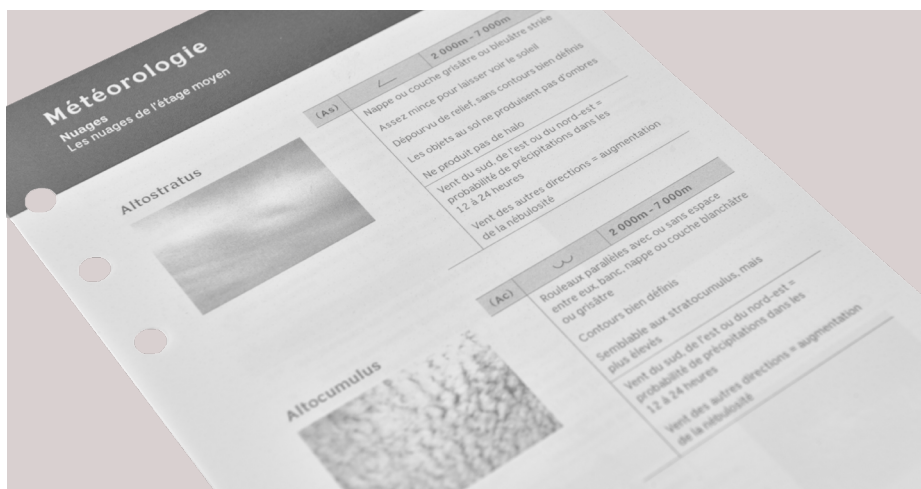 Météorologie
Nuages
Les nuages de l'étage moyen
Altostratus
(As)
2 000m - 7 000m
Nappe ou couche grisâtre ou bleuâtre striée
Assez mince pour laisser voir le soleil
Dépourvu de relief, sans contours bien définis
Les objets au sol ne produisent pas d'ombres
Ne produit pas de halo
Vent du sud, de l'est ou du nord-est =
probabilité de précipitations dans les
12 à 24 heures
Vent des autres directions = augmentation
de la nébulosité
Altocumulus
(Ac)
2 000m - 7 000m
Rouleaux parallèles avec ou sans espace
entre eux, banc, nappe ou couche blanchâtre
ou grisâtre
Contours bien définis
Semblable aux stratocumulus, mais
plus élevés
Vent du sud, de l'est ou du nord-est =
probabilité de précipitations dans les
12 à 24 heures
Vent des autres directions = augmentation
de la nébulosité